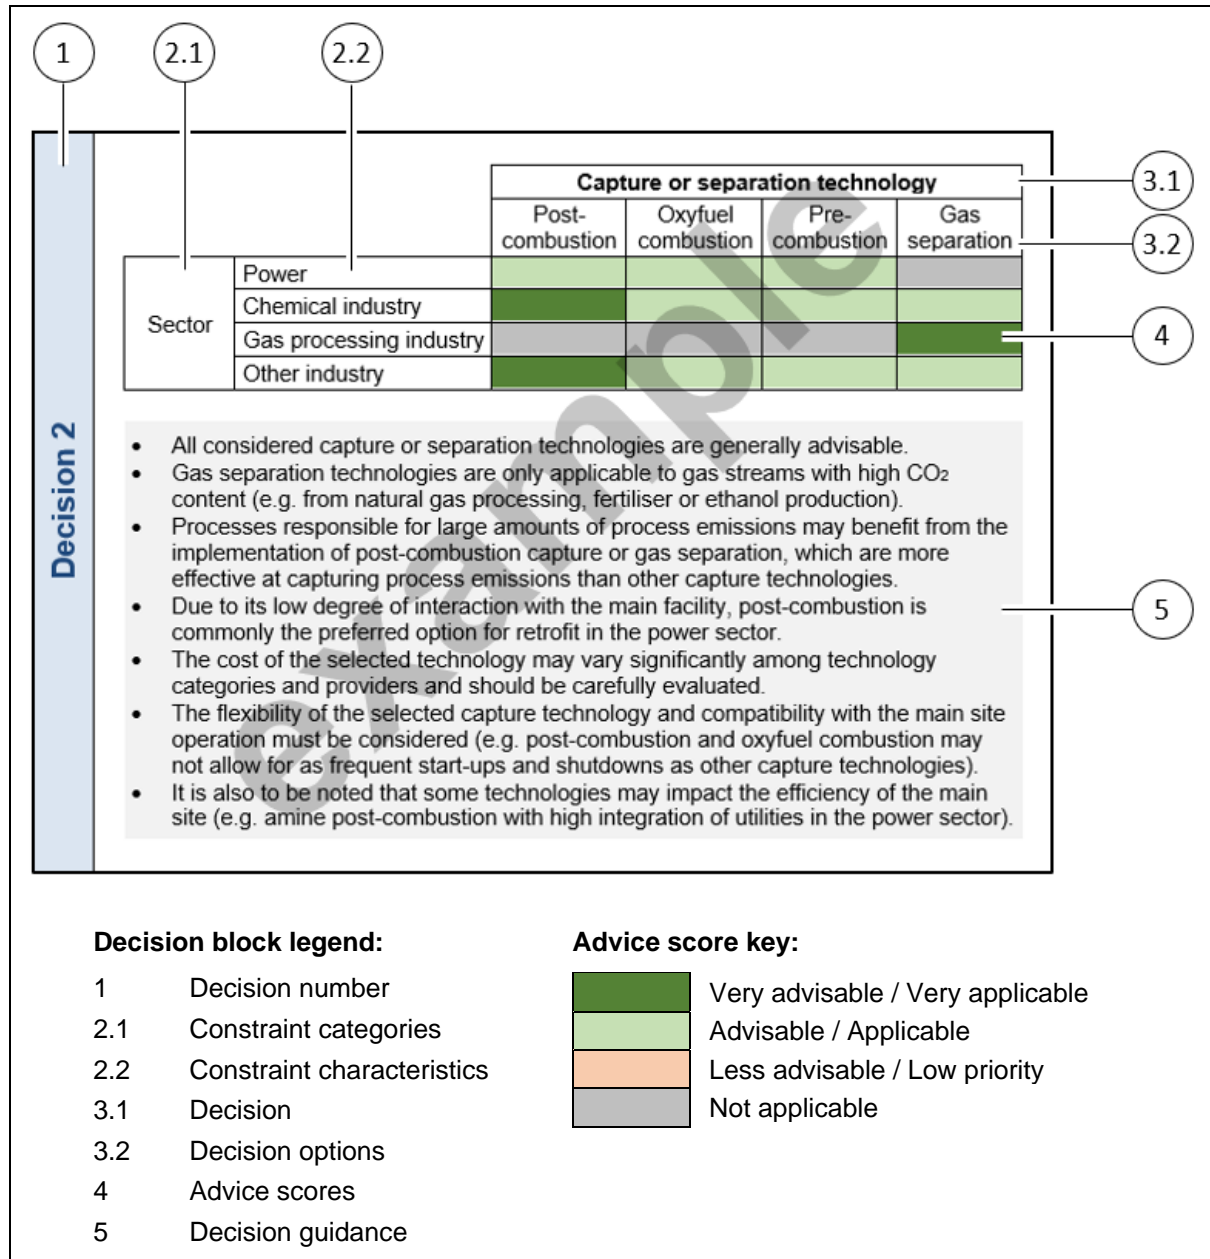 1
2.1
2.2
Capture or separation technology
3.1
Post-combustion
Oxyfuel combustion
Pre-combustion
Gas separation
3.2
Sector
Power
Chemical industry
Gas processing industry
4
Other industry
Decision 2
• All considered capture or separation technologies are generally advisable.
• Gas separation technologies are only applicable to gas streams with high CO2
content (e.g. from natural gas processing, fertiliser or ethanol production).
• Processes responsible for large amounts of process emissions may benefit from the
implementation of post-combustion capture or gas separation, which are more
effective at capturing process emissions than other capture technologies.
• Due to its low degree of interaction with the main facility, post-combustion is
commonly the preferred option for retrofit in the power sector.
5
• The cost of the selected technology may vary significantly among technology
categories and providers and should be carefully evaluated.
• The flexibility of the selected capture technology and compatibility with the main site
operation must be considered (e.g. post-combustion and oxyfuel combustion may
not allow for as frequent start-ups and shutdowns as other capture technologies).
• It is also to be noted that some technologies may impact the efficiency of the main
site (e.g. amine post-combustion with high integration of utilities in the power sector).
example
Decision block legend:
1 Decision number
2.1 Constraint categories
2.2 Constraint characteristics
3.1 Decision
3.2 Decision options
4 Advice scores
5 Decision guidance
Advice score key:
Very advisable / Very applicable
Advisable / Applicable
Less advisable / Low priority
Not applicable